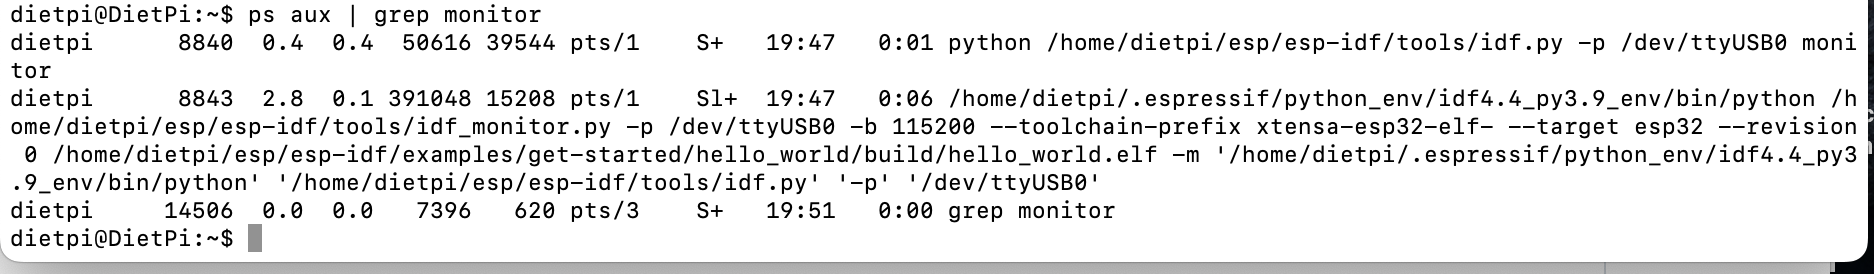 dietpi@DietPi:~$ ps aux | grep monitor
dietpi      8840  0.4  0.4  50616 39544 pts/1    S+   19:47   0:01 python /home/dietpi/esp/esp-idf/tools/idf.py -p /dev/ttyUSB0 moni
tor
dietpi      8843  2.8  0.1 391048 15208 pts/1    Sl+  19:47   0:06 /home/dietpi/.espressif/python_env/idf4.4_py3.9_env/bin/python /h
ome/dietpi/esp/esp-idf/tools/idf_monitor.py -p /dev/ttyUSB0 -b 115200 --toolchain-prefix xtensa-esp32-elf- --target esp32 --revision
 0 /home/dietpi/esp/esp-idf/examples/get-started/hello_world/build/hello_world.elf -m '/home/dietpi/.espressif/python_env/idf4.4_py3
.9_env/bin/python' '/home/dietpi/esp/esp-idf/tools/idf.py' '-p' '/dev/ttyUSB0'
dietpi     14506  0.0  0.0   7396   620 pts/3    S+   19:51   0:00 grep monitor
dietpi@DietPi:~$